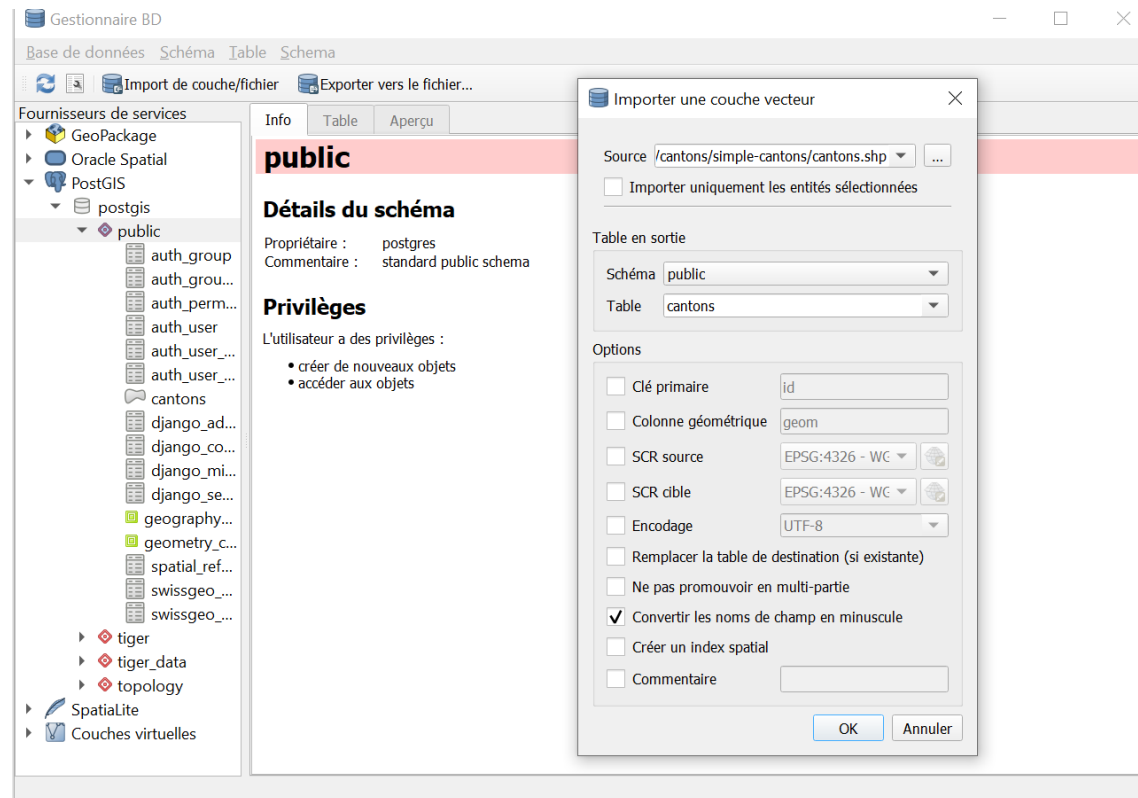 Gestionnaire BD
Base de données Schéma Table Schema
Import de couche/fichier Exporter vers le fichier...
Fournisseurs de services
GeoPackage
Oracle Spatial
PostGIS
postgis
public
auth_group
auth_grou...
auth_perm...
auth_user
auth_user_...
auth_user_...
cantons
django_ad...
django_co...
django_mi...
django_se...
geography...
geometry_c...
spatial_ref...
swissgeo_...
swissgeo_...
tiger
tiger_data
topology
SpatiaLite
Couches virtuelles
Info Table Aperçu
public
Détails du schéma
Propriétaire : postgres
Commentaire : standard public schema
Privilèges
L'utilisateur a des privilèges :
• créer de nouveaux objets
• accéder aux objets
Importer une couche vecteur
Source /cantons/simple-cantons/cantons.shp ...
Importer uniquement les entités sélectionnées
Table en sortie
Schéma public
Table cantons
Options
Clé primaire id
Colonne géométrique geom
SCR source EPSG:4326 - WG
SCR cible EPSG:4326 - WG
Encodage UTF-8
Remplacer la table de destination (si existante)
Ne pas promouvoir en multi-partie
Convertir les noms de champ en minuscule
Créer un index spatial
Commentaire
OK Annuler